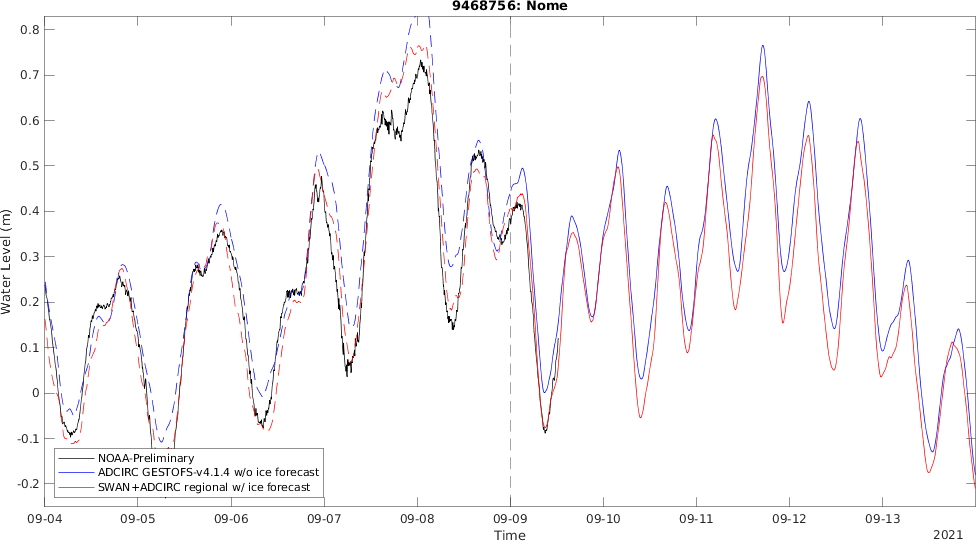 9468756: Nome
Water Level (m)
0.8
0.7
0.6
0.5
0.4
0.3
0.2
0.1
0
-0.1
-0.2
NOAA-Preliminary
ADCIRC GESTOFS-v4.1.4 w/o ice forecast
SWAN+ADCIRC regional w/ ice forecast
09-04 09-05 09-06 09-07 09-08 09-09 09-10 09-11 09-12 09-13
Time
2021